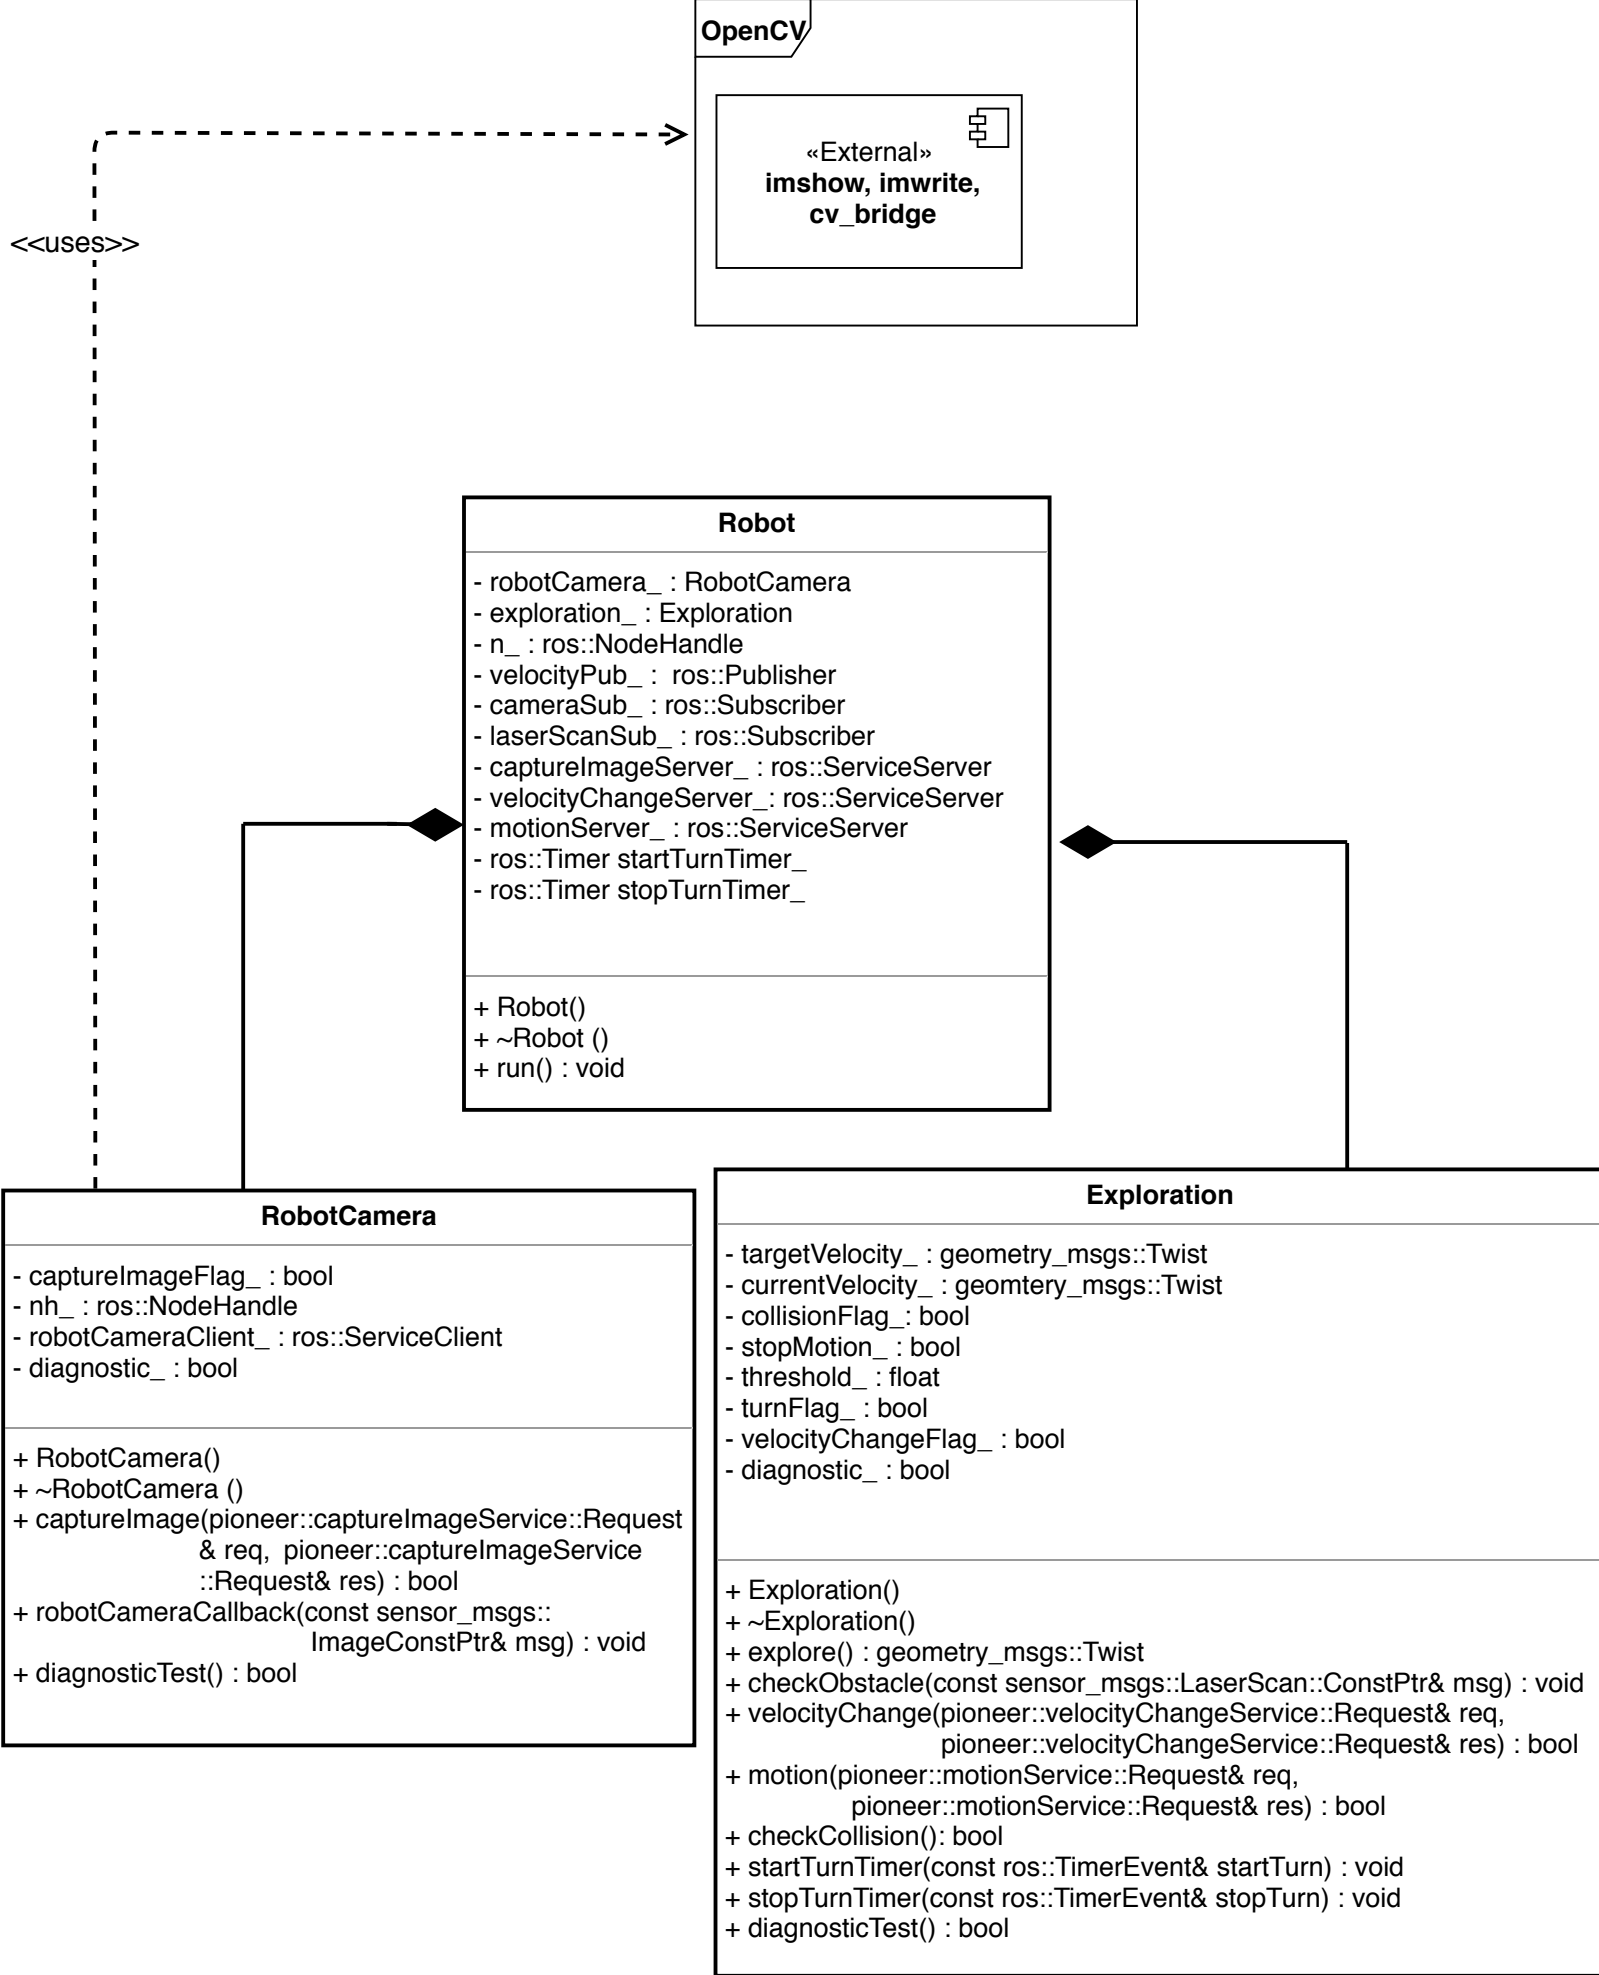 OpenCV
«External»
imshow, imwrite,
cv_bridge
<<uses>>
Robot
- robotCamera_ : RobotCamera
- exploration_ : Exploration
- n_ : ros::NodeHandle
- velocityPub_ :  ros::Publisher
- cameraSub_ : ros::Subscriber
- laserScanSub_ : ros::Subscriber
- captureImageServer_ : ros::ServiceServer
- velocityChangeServer_: ros::ServiceServer
- motionServer_ : ros::ServiceServer
- ros::Timer startTurnTimer_
- ros::Timer stopTurnTimer_
+ Robot()
+ ~Robot ()
+ run() : void
RobotCamera
- captureImageFlag_ : bool
- nh_ : ros::NodeHandle
- robotCameraClient_ : ros::ServiceClient
- diagnostic_ : bool
+ RobotCamera()
+ ~RobotCamera ()
+ captureImage(pioneer::captureImageService::Request
& req,  pioneer::captureImageService
::Request& res) : bool
+ robotCameraCallback(const sensor_msgs::
ImageConstPtr& msg) : void
+ diagnosticTest() : bool
Exploration
- targetVelocity_ : geometry_msgs::Twist
- currentVelocity_ : geomtery_msgs::Twist
- collisionFlag_: bool
- stopMotion_ : bool
- threshold_ : float
- turnFlag_ : bool
- velocityChangeFlag_ : bool
- diagnostic_ : bool
+ Exploration()
+ ~Exploration()
+ explore() : geometry_msgs::Twist
+ checkObstacle(const sensor_msgs::LaserScan::ConstPtr& msg) : void
+ velocityChange(pioneer::velocityChangeService::Request& req,
pioneer::velocityChangeService::Request& res) : bool
+ motion(pioneer::motionService::Request& req,
pioneer::motionService::Request& res) : bool
+ checkCollision(): bool
+ startTurnTimer(const ros::TimerEvent& startTurn) : void
+ stopTurnTimer(const ros::TimerEvent& stopTurn) : void
+ diagnosticTest() : bool